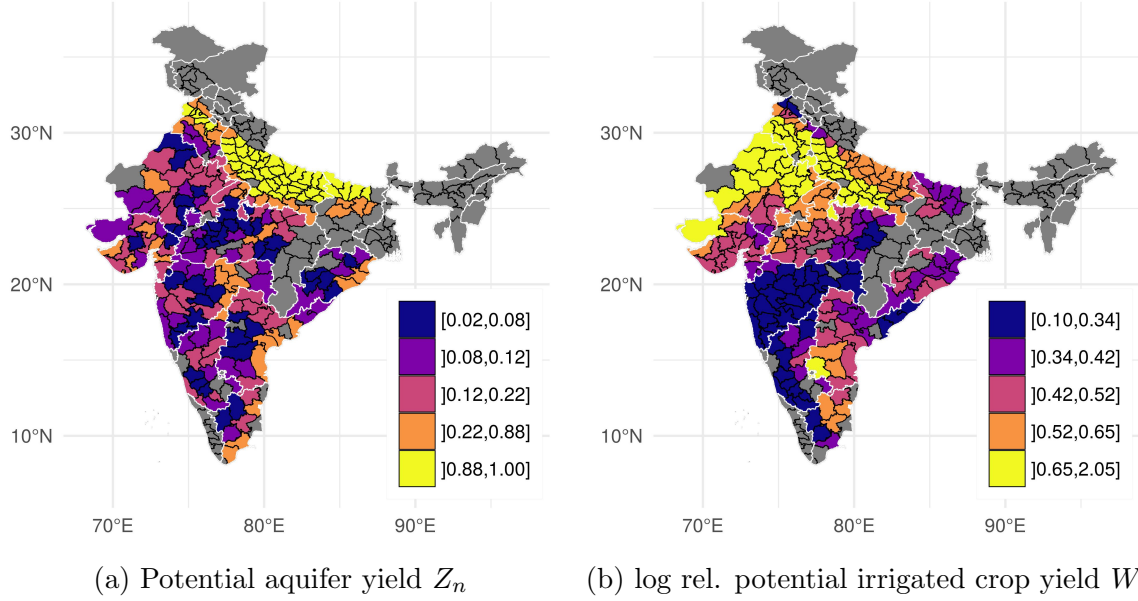 30°N
20°N
10°N
70°E 80°E 90°E
]0.02,0.08]
]0.08,0.12]
]0.12,0.22]
]0.22,0.88]
]0.88,1.00]
(a) Potential aquifer yield Zn
30°N
20°N
10°N
70°E 80°E 90°E
]0.10,0.34]
]0.34,0.42]
]0.42,0.52]
]0.52,0.65]
]0.65,2.05]
(b) log rel. potential irrigated crop yield W